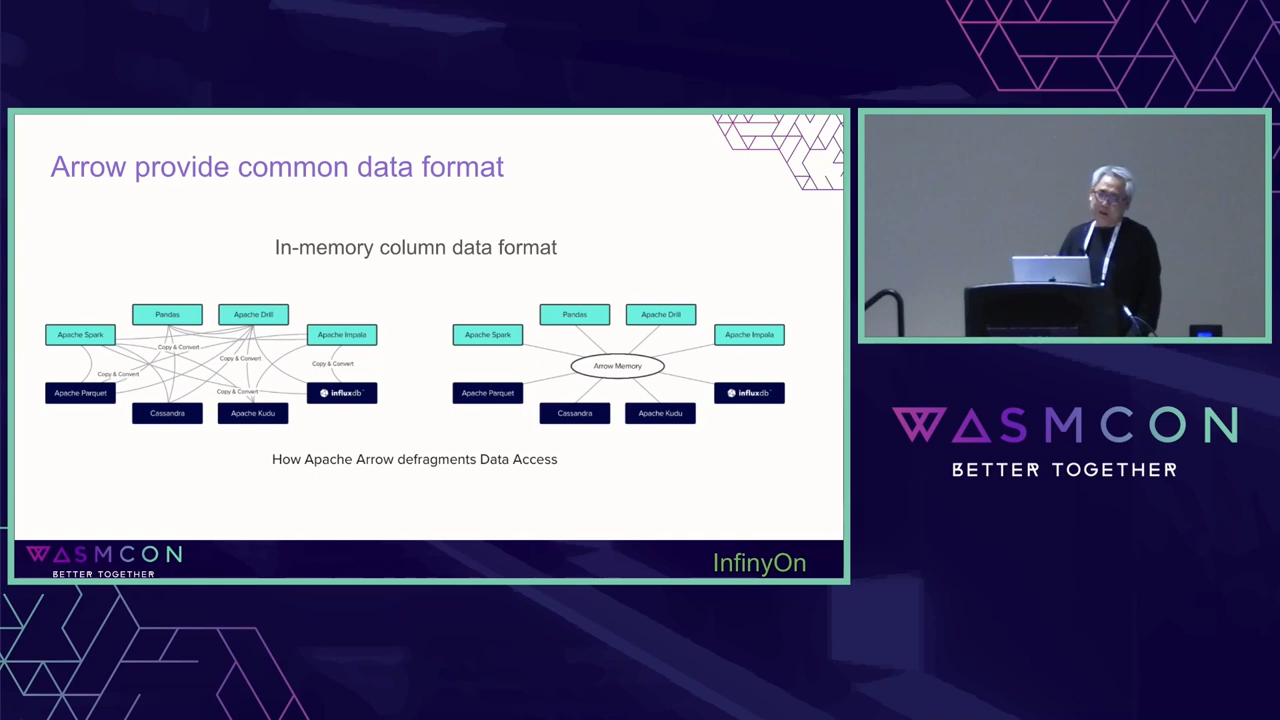 Arrow provide common data format
In-memory column data format
Pandas
Apache Drill
Apache Spark
Apache Impala
Copy & Convert
Copy & Convert
Copy & Convert
Copy & Convert
Copy & Convert
Apache Parquet
influxdb
Cassandra
Apache Kudu
Pandas
Apache Drill
Apache Spark
Apache Impala
Arrow Memory
Apache Parquet
influxdb
Cassandra
Apache Kudu
How Apache Arrow defragments Data Access
WASMCON
BETTER TOGETHER
InfinyOn
WASMCON
BETTER TOGETHER